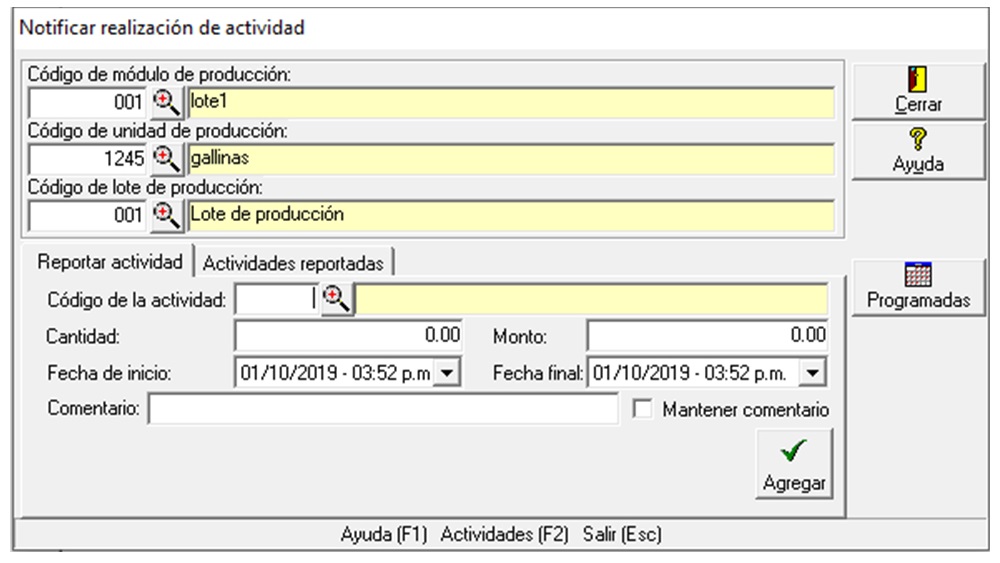 Notificar realización de actividad
Código de módulo de producción:
001 lote1
Cerrar
Código de unidad de producción:
1245 gallinas
Ayuda
Código de lote de producción:
001 Lote de producción
Reportar actividad Actividades reportadas
Programadas
Código de la actividad:
Cantidad: 0.00 Monto: 0.00
Fecha de inicio: 01/10/2019 - 03:52 p.m Fecha final: 01/10/2019 - 03:52 p.m.
Comentario: Mantener comentario
Agregar
Ayuda (F1) Actividades (F2) Salir (Esc)